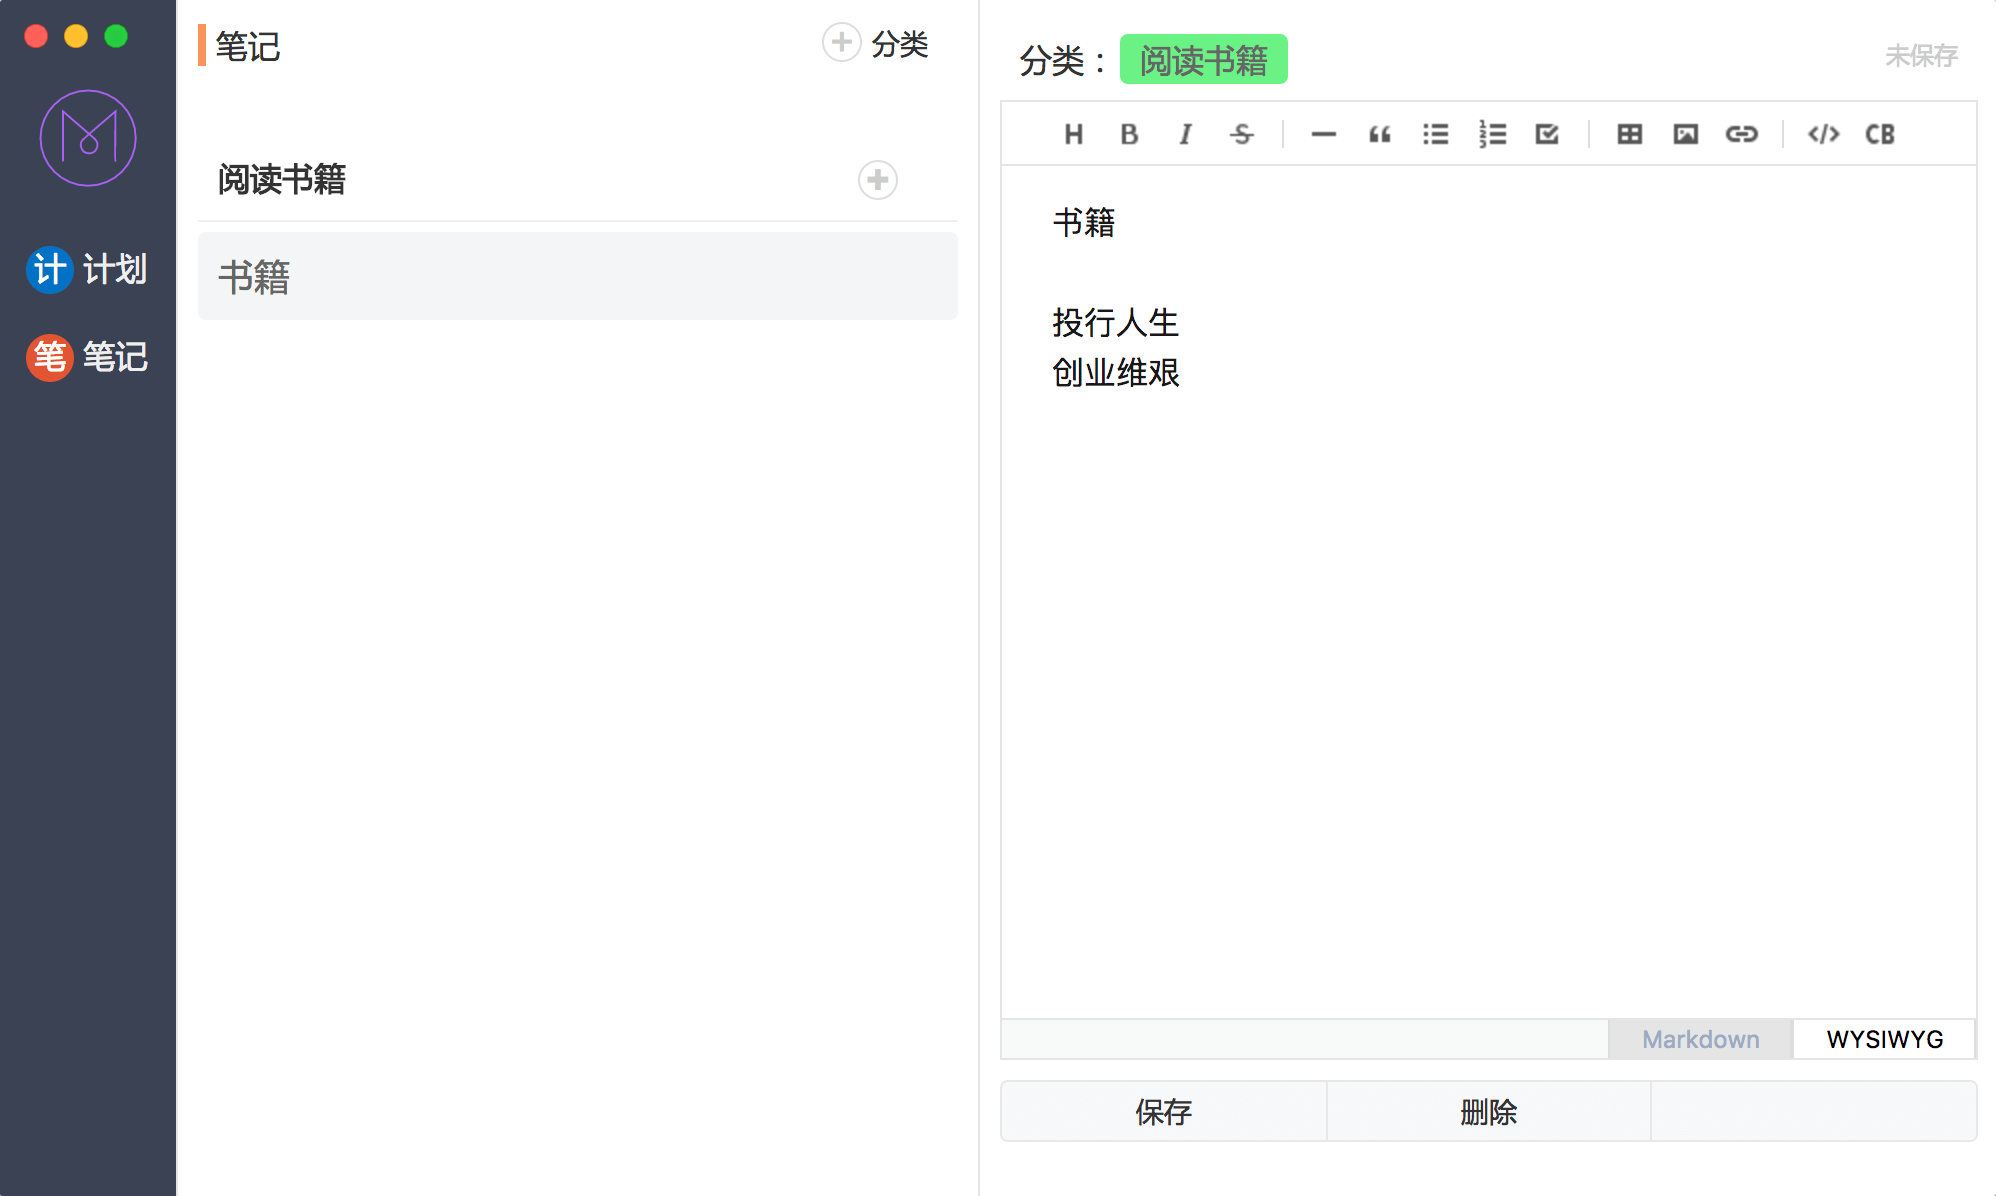 计 计划
笔 笔记
笔记
分类
阅读书籍
书籍
分类：
阅读书籍
未保存
H B I S
CB
书籍
投行人生
创业维艰
Markdown
WYSIWYG
保存
删除